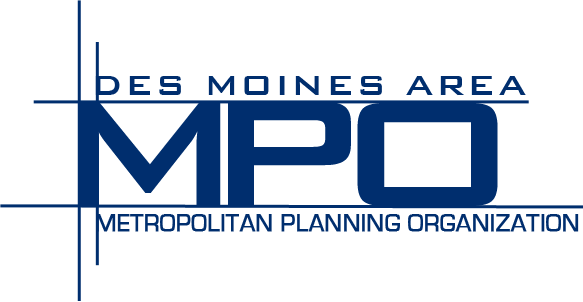 DES MOINES AREA
MPO
METROPOLITAN PLANNING ORGANIZATION